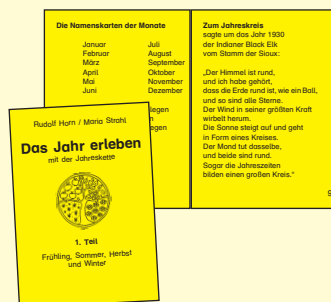 Die Namenskarten der Monate
Januar Juli
Februar August
März September
April Oktober
Mai November
Juni Dezember
legen
n
egen
Zum Jahreskreis
sagte um das Jahr 1930
der Indianer Black Elk
vom Stamm der Sioux:
„Der Himmel ist rund,
und ich habe gehört,
dass die Erde rund ist, wie ein Ball,
und so sind alle Sterne.
Der Wind in seiner größten Kraft
wirbelt herum.
Die Sonne steigt auf und geht
in Form eines Kreises.
Der Mond tut dasselbe,
und beide sind rund.
Sogar die Jahreszeiten
bilden einen großen Kreis."
9
Rudolf Horn / Maria Strahl
Das Jahr erleben
mit der Jahreskette
1. Teil
Frühling, Sommer, Herbst
und Winter